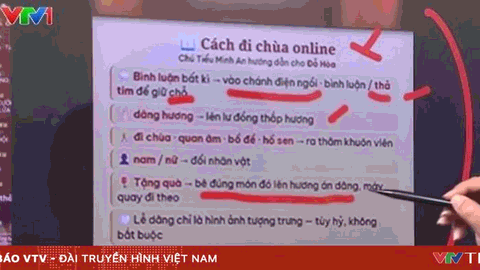 VTV1
Cách đi chùa online
Chú Tiểu Minh An hướng dẫn cho Đỗ Hòa
Bình luận bất kì → vào chánh điện ngồi · bình luận / thả
tim để giữ chỗ
dâng hương → lên lư đồng thắp hương
đi chùa · quan âm · bồ đề · hồ sen → ra thăm khuôn viên
nam / nữ → đổi nhân vật
Tặng quà → bê đúng món đó lên hương án dâng, máy
quay đi theo
Lễ dâng chỉ là hình ảnh tượng trưng — tùy hỷ, không
bắt buộc
BÁO VTV - ĐÀI TRUYỀN HÌNH VIỆT NAM